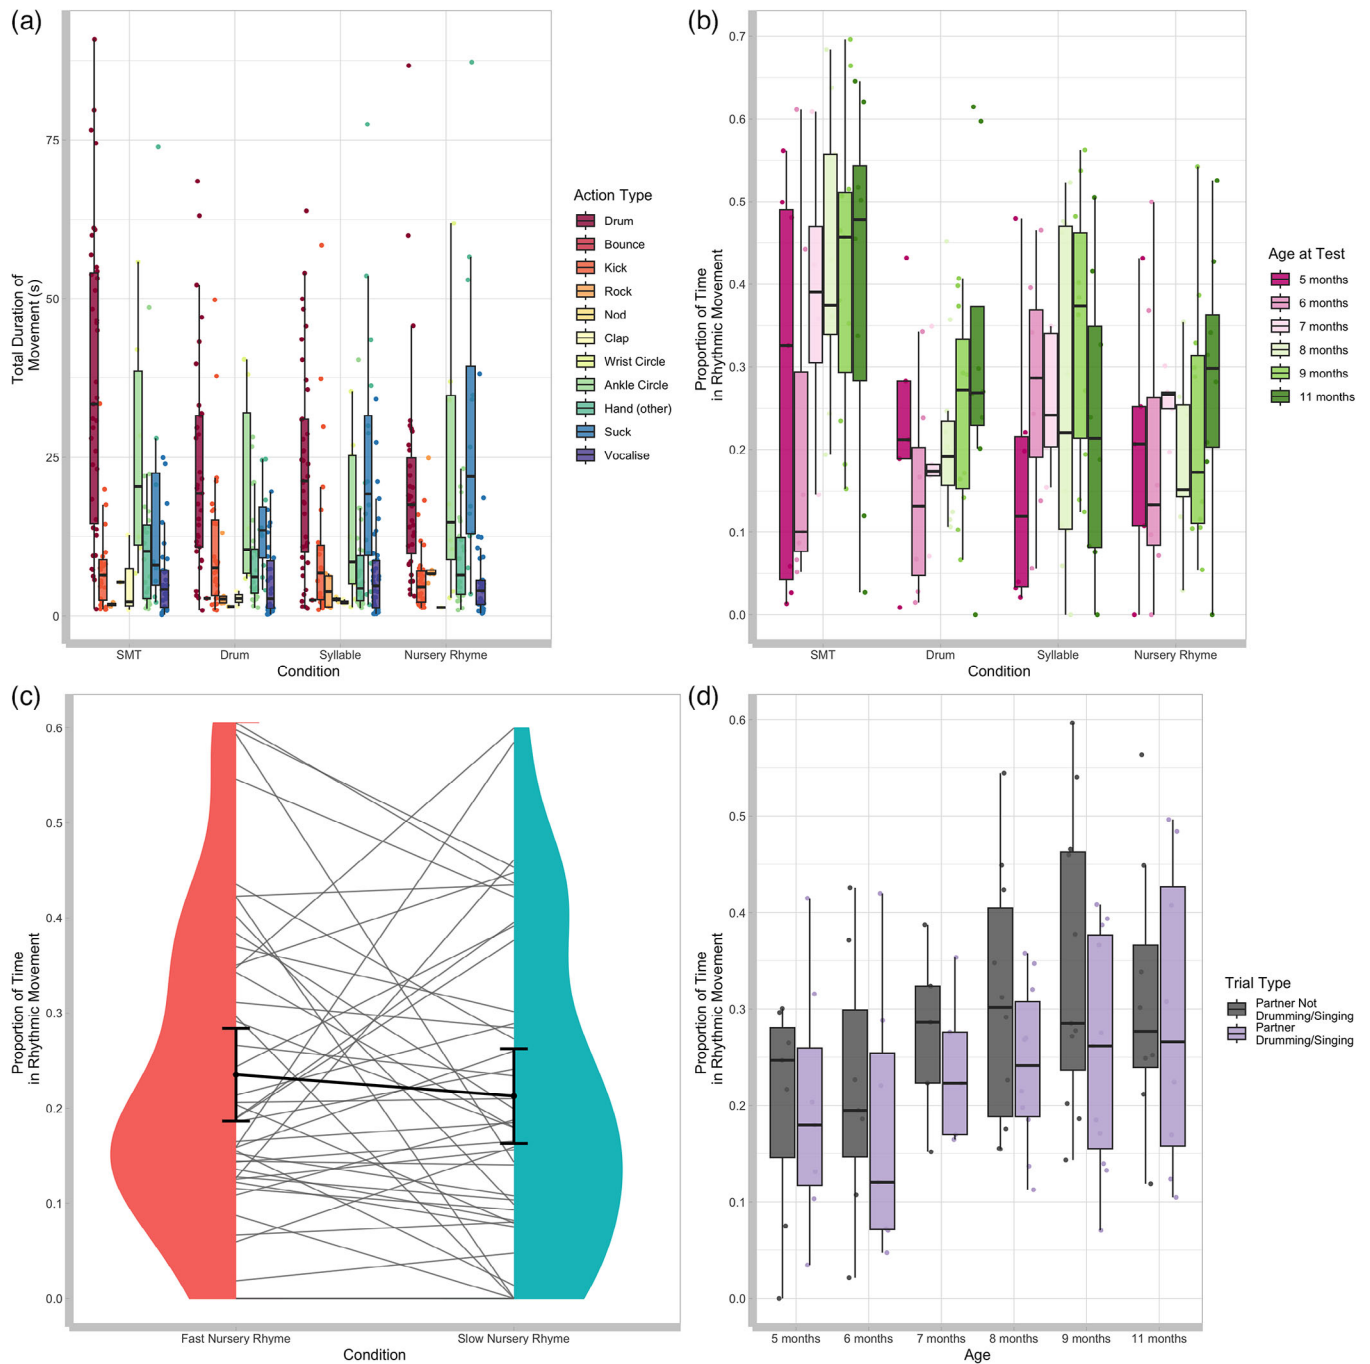 (a)
Total Duration of
Movement (s)
75
50
25
0
SMT
Drum
Syllable
Nursery Rhyme
Condition
Action Type
Drum
Bounce
Kick
Rock
Nod
Clap
Wrist Circle
Ankle Circle
Hand (other)
Suck
Vocalise
(b)
Proportion of Time
in Rhythmic Movement
0.7
0.6
0.5
0.4
0.3
0.2
0.1
0.0
SMT
Drum
Syllable
Nursery Rhyme
Condition
Age at Test
5 months
6 months
7 months
8 months
9 months
11 months
(c)
Proportion of Time
in Rhythmic Movement
0.6
0.5
0.4
0.3
0.2
0.1
0.0
Fast Nursery Rhyme
Slow Nursery Rhyme
Condition
(d)
Proportion of Time
in Rhythmic Movement
0.6
0.5
0.4
0.3
0.2
0.1
0.0
5 months
6 months
7 months
8 months
9 months
11 months
Age
Trial Type
Partner Not
Drumming/Singing
Partner
Drumming/Singing